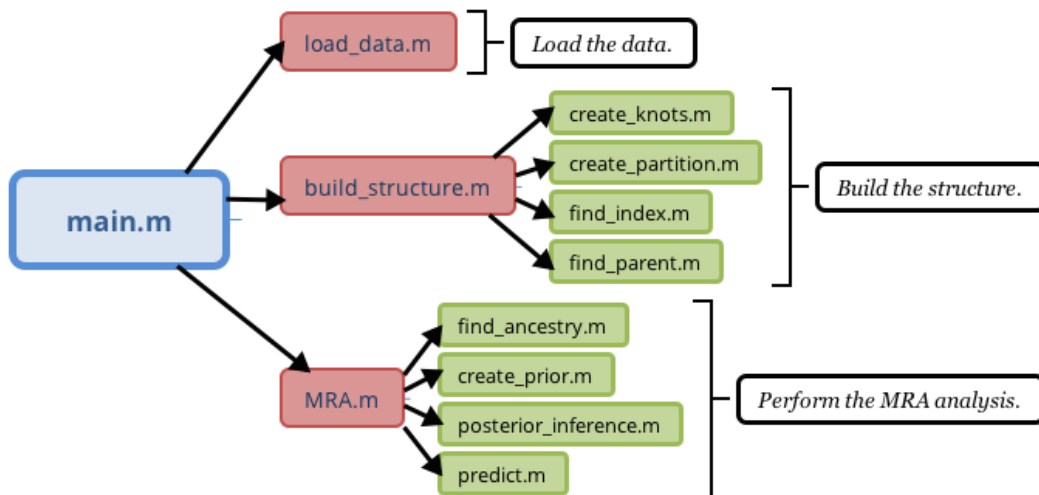 load_data.m
Load the data.
create_knots.m
create_partition.m
build_structure.m
Build the structure.
main.m
find_index.m
find_parent.m
find_ancestry.m
create_prior.m
MRA.m
Perform the MRA analysis.
posterior_inference.m
predict.m